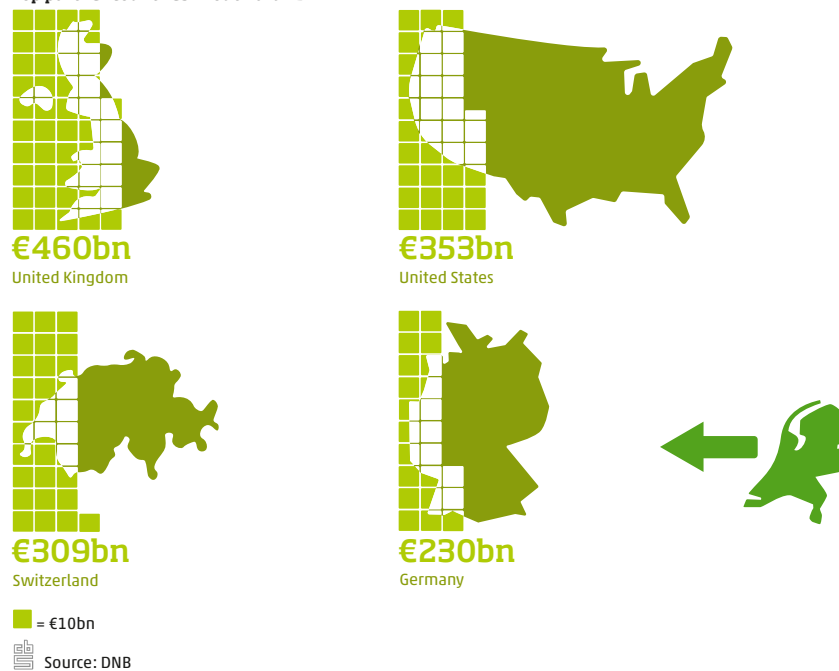 €460bn
United Kingdom
€353bn
United States
€309bn
Switzerland
€230bn
Germany
= €10bn
Source: DNB